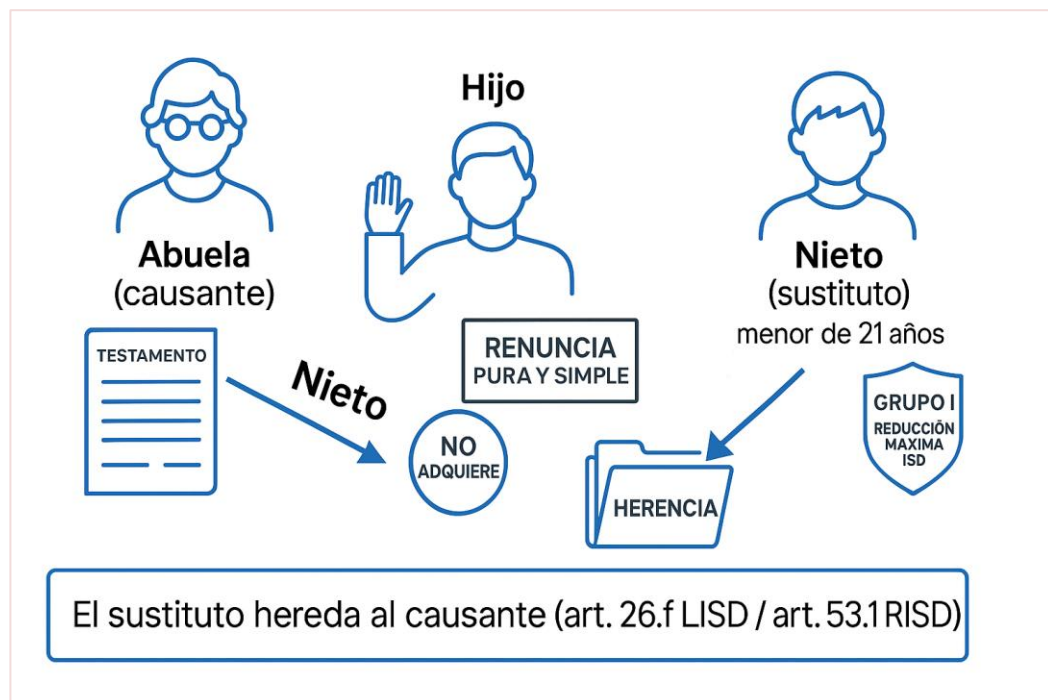 Hijo
Abuela
(causante)
Nieto
(sustituto)
menor de 21 años
TESTAMENTO
Nieto
RENUNCIA
PURA Y SIMPLE
NO
ADQUIERE
HERENCIA
GRUPO I
REDUCCIÓN
MAXIMA
ISD
El sustituto hereda al causante (art. 26.f LISD / art. 53.1 RISD)